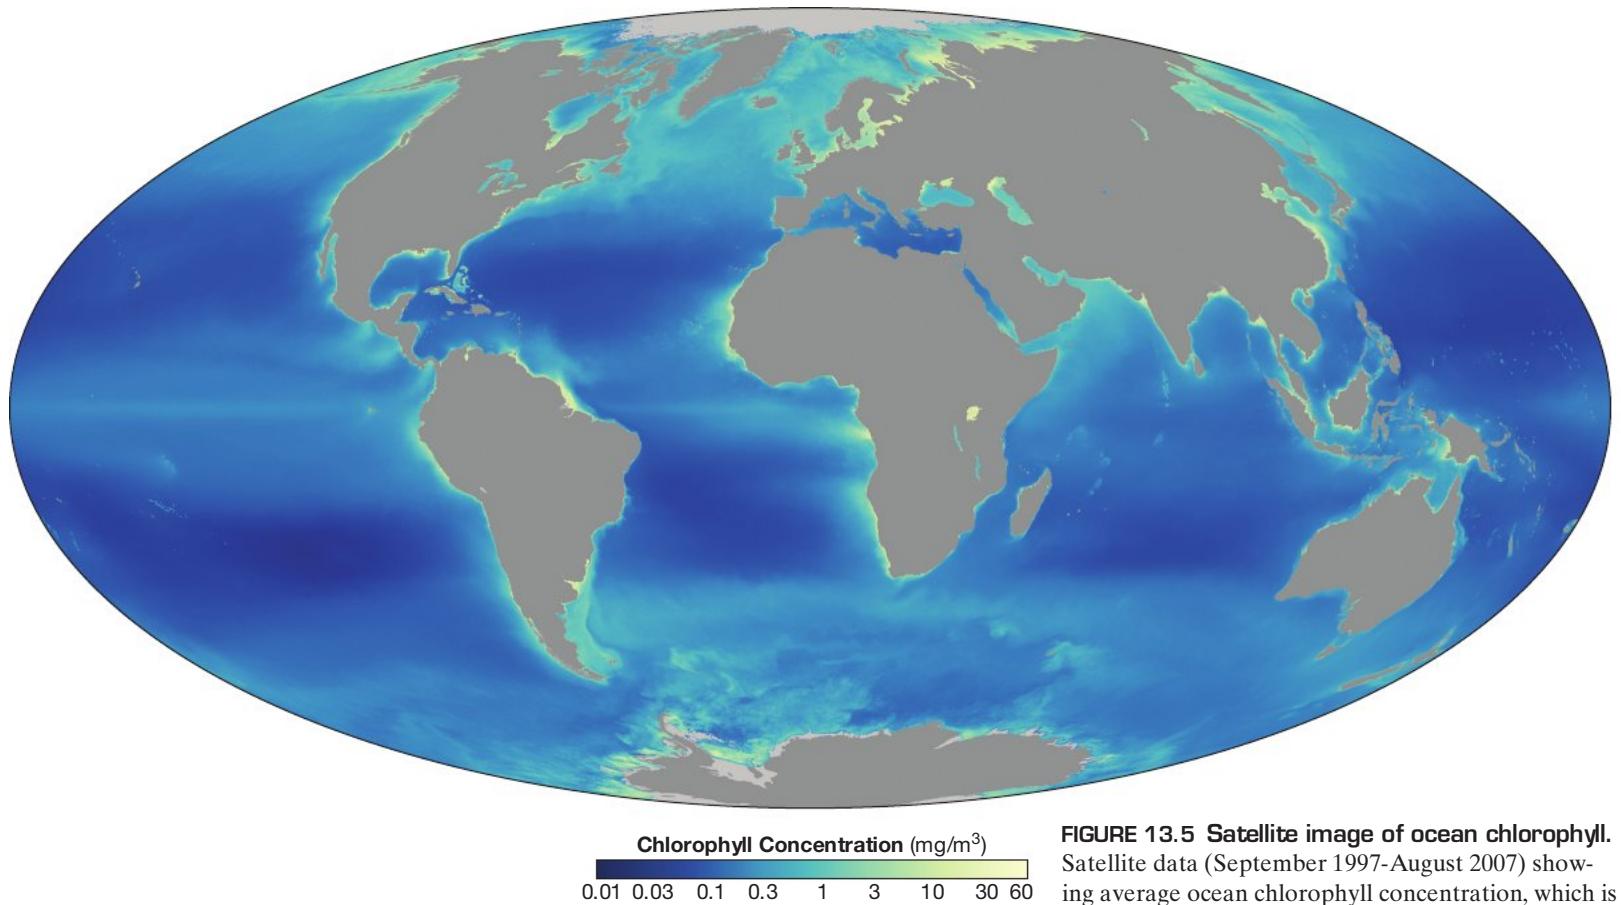 Chlorophyll Concentration (mg/m³)
0.01 0.03 0.1 0.3 1 3 10 30 60
FIGURE 13.5 Satellite image of ocean chlorophyll.
Satellite data (September 1997-August 2007) show-
ing average ocean chlorophyll concentration, which is